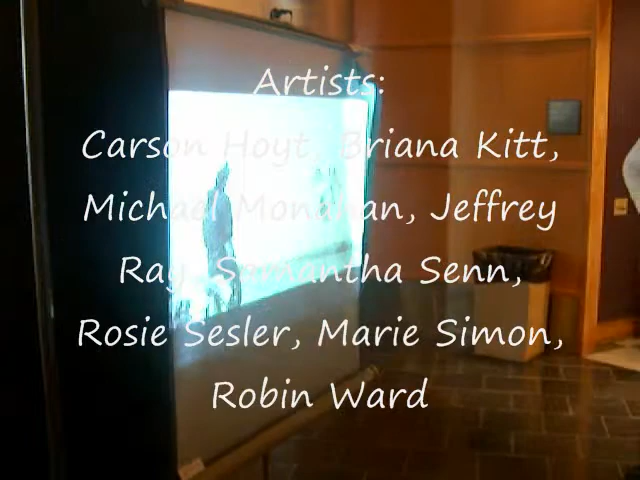 Artists:
Carson Hoyt, Briana Kitt,
Michael Monahan, Jeffrey
Ray, Samantha Senn,
Rosie Sesler, Marie Simon,
Robin Ward